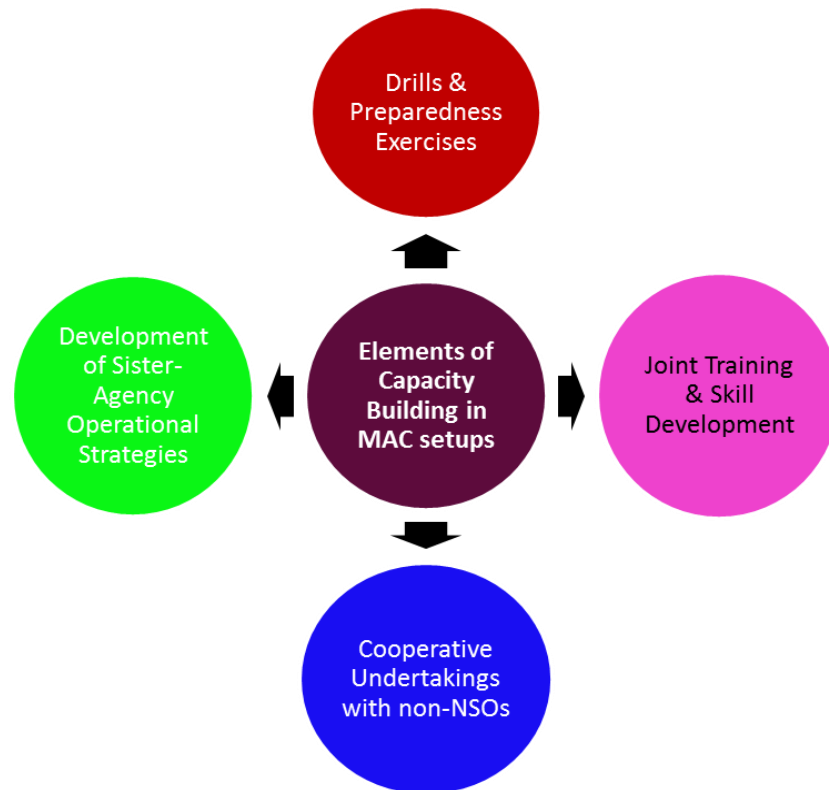 Drills &
Preparedness
Exercises
Development
of Sister-
Agency
Operational
Strategies
Elements of
Capacity
Building in
MAC setups
Joint Training
& Skill
Development
Cooperative
Undertakings
with non-NSOs